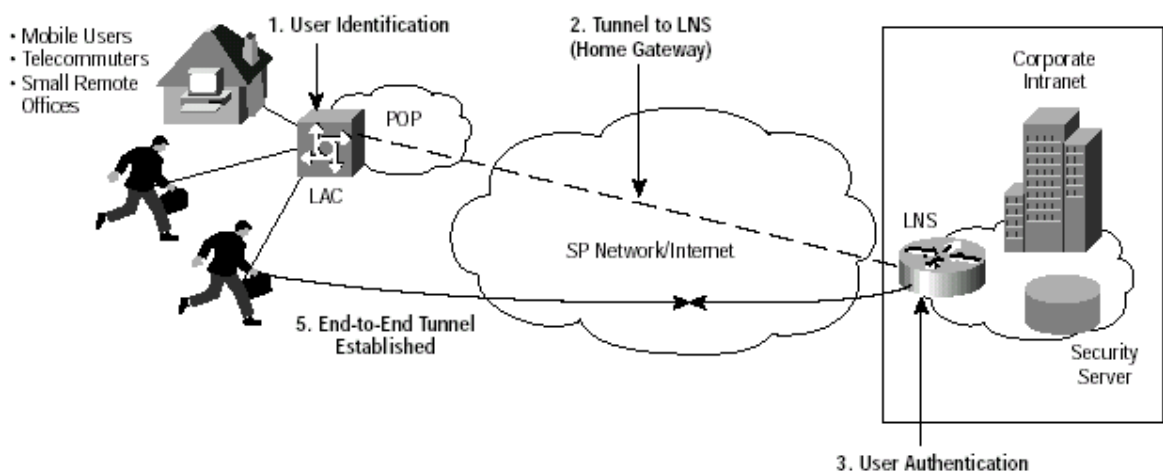 1. User Identification
2. Tunnel to LNS
(Home Gateway)
• Mobile Users
• Telecommuters
• Small Remote
Offices
Corporate
Intranet
POP
LAC
LNS
SP Network/Internet
5. End-to-End Tunnel
Established
Security
Server
3. User Authentication